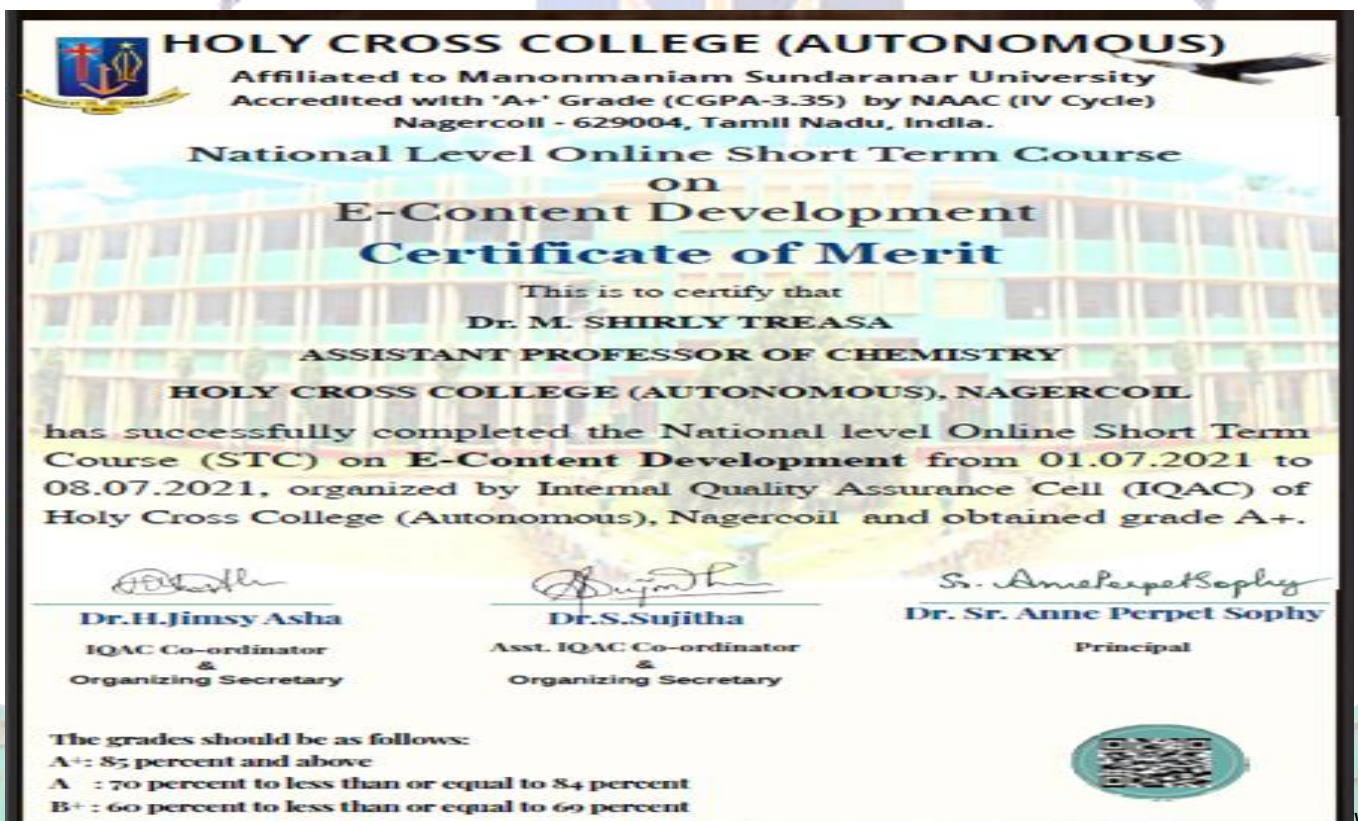 HOLY CROSS COLLEGE (AUTONOMOUS)
Affiliated to Manonmaniam Sundaranar University
Accredited with 'A+' Grade (CGPA-3.35) by NAAC (IV Cycle)
Nagercoil - 629004, Tamil Nadu, India.
National Level Online Short Term Course
on
E-Content Development
Certificate of Merit
This is to certify that
Dr. M. SHIRLY TREASA
ASSISTANT PROFESSOR OF CHEMISTRY
HOLY CROSS COLLEGE (AUTONOMOUS), NAGERCOIL
has successfully completed the National level Online Short Term
Course (STC) on E-Content Development from 01.07.2021 to
08.07.2021, organized by Internal Quality Assurance Cell (IQAC) of
Holy Cross College (Autonomous), Nagercoil and obtained grade A+.
Sr. AnnePerpetSophy
Dr.H.Jimsy Asha
Dr.S.Sujitha
Dr. Sr. Anne Perpet Sophy
IQAC Co-ordinator
&
Organizing Secretary
Asst. IQAC Co-ordinator
&
Organizing Secretary
Principal
The grades should be as follows:
A+: 85 percent and above
A : 70 percent to less than or equal to 84 percent
B+ : 60 percent to less than or equal to 69 percent